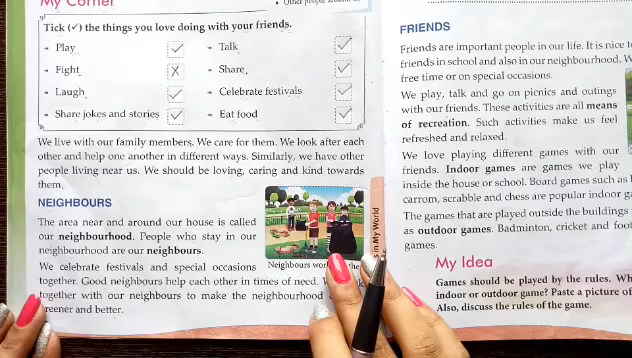 My Corner
• Other people around us
Tick (✓) the things you love doing with your friends.
- Play ✓
- Talk ✓
- Fight X
- Share ✓
- Laugh ✓
- Celebrate festivals ✓
- Share jokes and stories ✓
- Eat food ✓
We live with our family members. We care for them. We look after each
other and help one another in different ways. Similarly, we have other
people living near us. We should be loving, caring and kind towards
them.
NEIGHBOURS
The area near and around our house is called
our neighbourhood. People who stay in our
neighbourhood are our neighbours.
We celebrate festivals and special occasions
together. Good neighbours help each other in times of need.
together with our neighbours to make the neighbourhood
greener and better.
Neighbours
in My World
FRIENDS
Friends are important people in our life. It is nice
friends in school and also in our neighbourhood.
free time or on special occasions.
We play, talk and go on picnics and outings
with our friends. These activities are all means
of recreation. Such activities make us feel
refreshed and relaxed.
We love playing different games with our
friends. Indoor games are games we play
inside the house or school. Board games such as
carrom, scrabble and chess are popular indoor
The games that are played outside the buildings
as outdoor games. Badminton, cricket and
games.
My Idea
Games should be played by the rules.
indoor or outdoor game? Paste a picture of
Also, discuss the rules of the game.